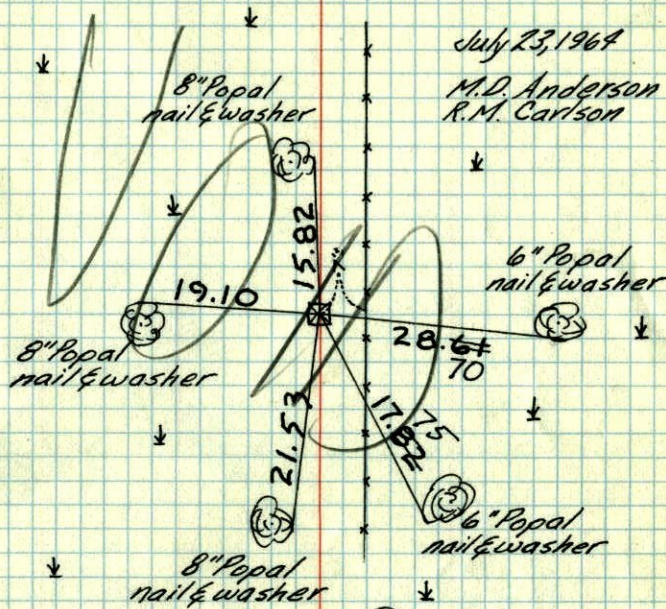 July 23, 1964
M.D. Anderson
R.M. Carlson
8" Popal
nail & washer
15.82
6" Popal
nail & washer
19.10
28.61
70
8" Popal
nail & washer
21.53
17.82
75
6" Popal
nail & washer
8" Popal
nail & washer
VOID